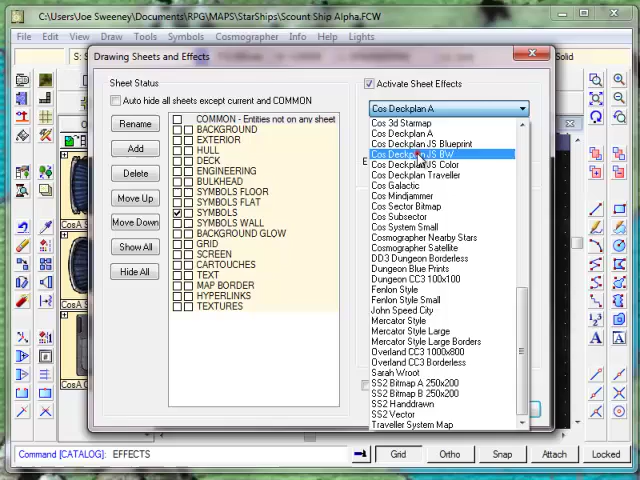 C:\Users\Joe Sweeney\Documents\RPG\MAPS\StarShips\Scount Ship Alpha.FCW
File Edit View Draw Tools Symbols Cosmographer Info Help Lights
S: S
Solid
Drawing Sheets and Effects
Sheet Status
Auto hide all sheets except current and COMMON
Rename
Add
Delete
Move Up
Move Down
Show All
Hide All
COMMON - Entities not on any sheet
BACKGROUND
EXTERIOR
HULL
DECK
ENGINEERING
BULKHEAD
SYMBOLS FLOOR
SYMBOLS FLAT
SYMBOLS
SYMBOLS WALL
BACKGROUND GLOW
GRID
SCREEN
CARTOUCHES
TEXT
MAP BORDER
HYPERLINKS
TEXTURES
Activate Sheet Effects
Cos Deckplan A
Cos 3d Starmap
Cos Deckplan A
Cos Deckplan JS Blueprint
Cos Deckplan JS BW
Cos Deckplan JS Color
Cos Deckplan Traveller
Cos Galactic
Cos Mindjammer
Cos Sector Bitmap
Cos Subsector
Cos System Small
Cosmographer Nearby Stars
Cosmographer Satellite
DD3 Dungeon Borderless
Dungeon Blue Prints
Dungeon CC3 100x100
Fenlon Style
Fenlon Style Small
John Speed City
Mercator Style
Mercator Style Large
Mercator Style Large Borders
Overland CC3 1000x800
Overland CC3 Borderless
Sarah Wroot
SS2 Bitmap A 250x200
SS2 Bitmap B 250x200
SS2 Handdrawn
SS2 Vector
Traveller System Map
CosA
CosA
CosA C
Command [CATALOG]: EFFECTS
Grid Ortho Snap Attach Locked